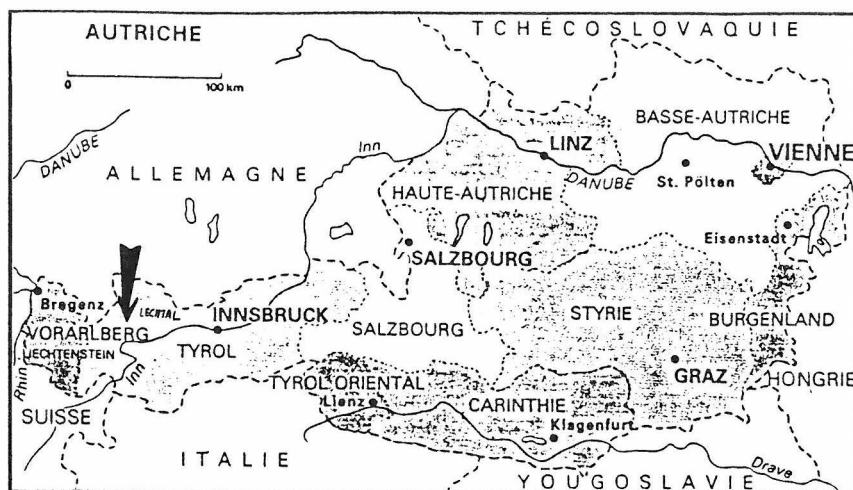 AUTRICHE
TCHÉCOSLOVAQUIE
0 100 km
BASSE-AUTRICHE
LINZ
VIENNE
Inn
DANUBE
ALLEMAGNE
HAUTE-AUTRICHE
DANUBE
St. Pölten
Eisenstadt
SALZBOURG
Bregenz
LECHTAL
INNSBRUCK
VORARLBERG
SALZBOURG
STYRIE
BURGENLAND
LIECHTENSTEIN
TYROL
Rhin
Inn
GRAZ
TYROL ORIENTAL
HONGRIE
Lienz
CARINTHIE
SUISSE
Klagenfurt
ITALIE
Drave
YOUGOSLAVIE